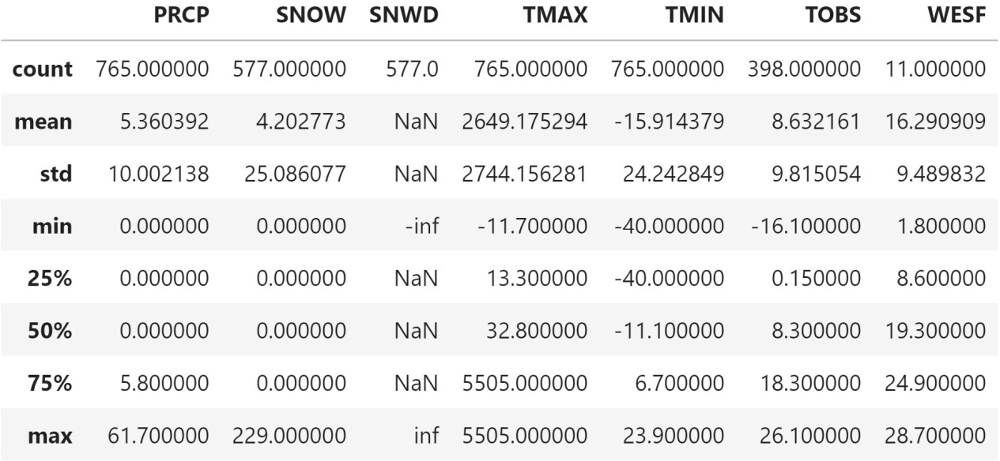 PRCP SNOW SNWD TMAX TMIN TOBS WESF
count 765.000000 577.000000 577.0 765.000000 765.000000 398.000000 11.000000
mean 5.360392 4.202773 NaN 2649.175294 -15.914379 8.632161 16.290909
std 10.002138 25.086077 NaN 2744.156281 24.242849 9.815054 9.489832
min 0.000000 0.000000 -inf -11.700000 -40.000000 -16.100000 1.800000
25% 0.000000 0.000000 NaN 13.300000 -40.000000 0.150000 8.600000
50% 0.000000 0.000000 NaN 32.800000 -11.100000 8.300000 19.300000
75% 5.800000 0.000000 NaN 5505.000000 6.700000 18.300000 24.900000
max 61.700000 229.000000 inf 5505.000000 23.900000 26.100000 28.700000